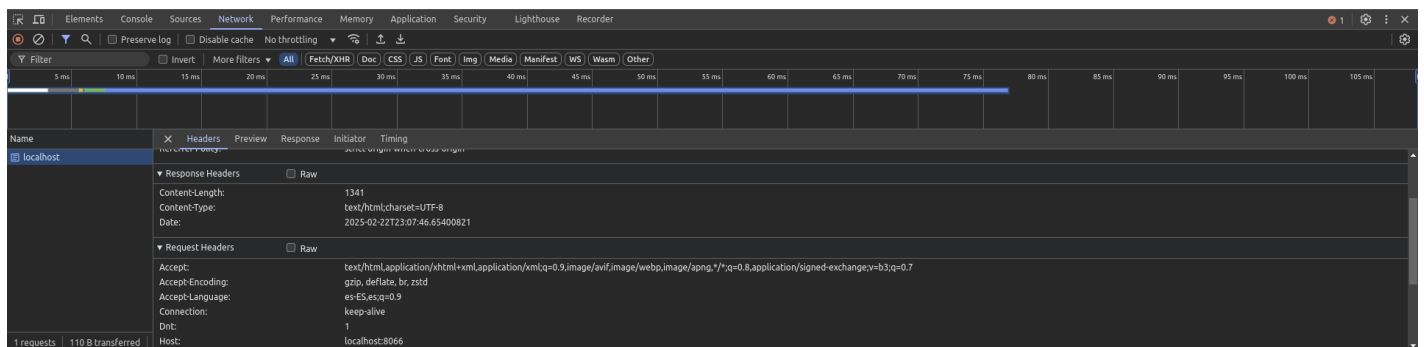 Elements Console Sources Network Performance Memory Application Security Lighthouse Recorder 1
Preserve log Disable cache No throttling
Filter Invert More filters All Fetch/XHR Doc CSS JS Font Img Media Manifest WS Wasm Other
5 ms 10 ms 15 ms 20 ms 25 ms 30 ms 35 ms 40 ms 45 ms 50 ms 55 ms 60 ms 65 ms 70 ms 75 ms 80 ms 85 ms 90 ms 95 ms 100 ms 105 ms
Name Headers Preview Response Initiator Timing
localhost
Referrer Policy: strict-origin-when-cross-origin
Response Headers Raw
Content-Length: 1341
Content-Type: text/html;charset=UTF-8
Date: 2025-02-22T23:07:46.65400821
Request Headers Raw
Accept: text/html,application/xhtml+xml,application/xml;q=0.9,image/avif,image/webp,image/apng,*/*;q=0.8,application/signed-exchange;v=b3;q=0.7
Accept-Encoding: gzip, deflate, br, zstd
Accept-Language: es-ES,es;q=0.9
Connection: keep-alive
Dnt: 1
Host: localhost:8066
1 requests 110 B transferred